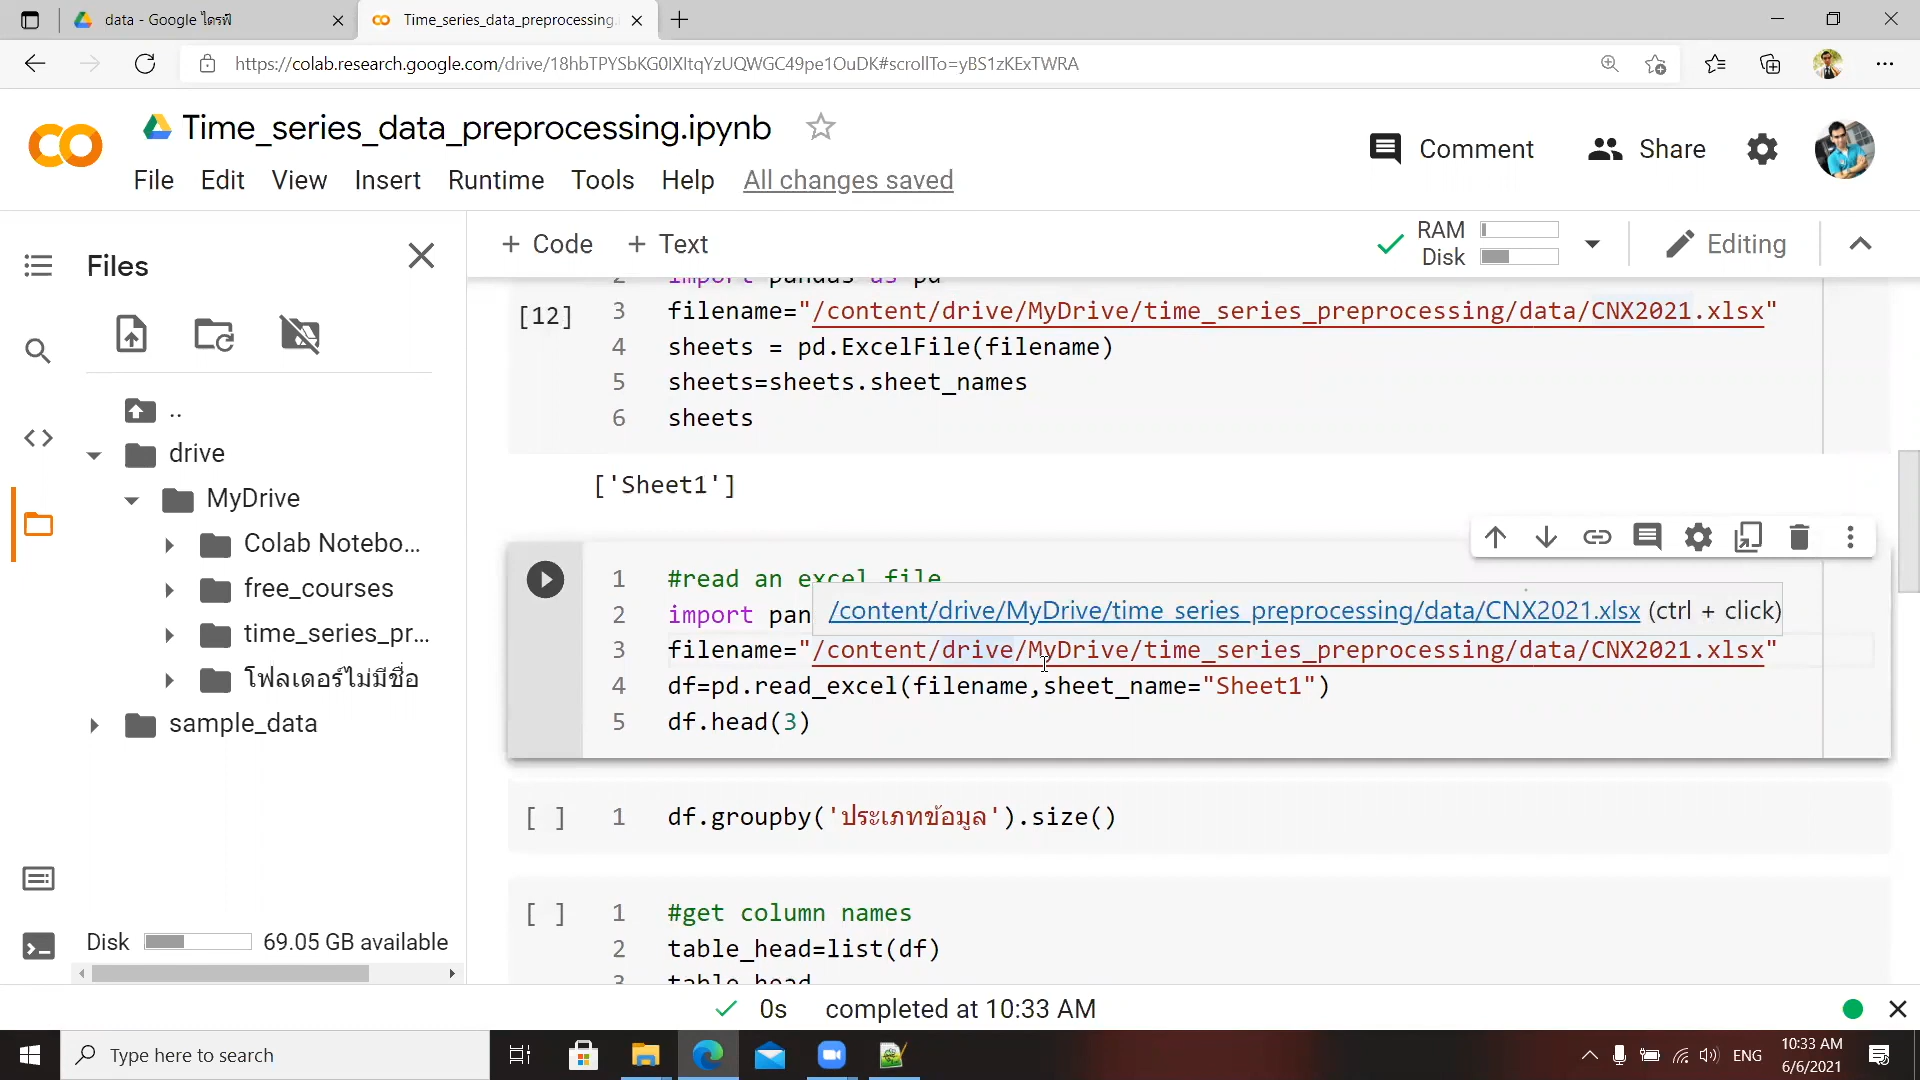 data - Google ไดรฟ์
Time_series_data_preprocessing.
https://colab.research.google.com/drive/18hbTPYSbKG0IXItqYzUQWGC49pe1OuDK#scrollTo=yBS1zKExTWRA
Time_series_data_preprocessing.ipynb
Comment
Share
File Edit View Insert Runtime Tools Help All changes saved
Files
+ Code + Text
RAM
Disk
Editing
2 import pandas as pd
[12] 3 filename="/content/drive/MyDrive/time_series_preprocessing/data/CNX2021.xlsx"
4 sheets = pd.ExcelFile(filename)
5 sheets=sheets.sheet_names
6 sheets
['Sheet1']
..
drive
MyDrive
Colab Notebo...
free_courses
time_series_pr...
โฟลเดอร์ไม่มีชื่อ
sample_data
1 #read an excel file
2 import pan
/content/drive/MyDrive/time_series_preprocessing/data/CNX2021.xlsx (ctrl + click)
3 filename="/content/drive/MyDrive/time_series_preprocessing/data/CNX2021.xlsx"
4 df=pd.read_excel(filename,sheet_name="Sheet1")
5 df.head(3)
[ ] 1 df.groupby('ประเภทข้อมูล').size()
[ ] 1 #get column names
2 table_head=list(df)
3 table_head
Disk 69.05 GB available
0s completed at 10:33 AM
Type here to search
ENG
10:33 AM
6/6/2021